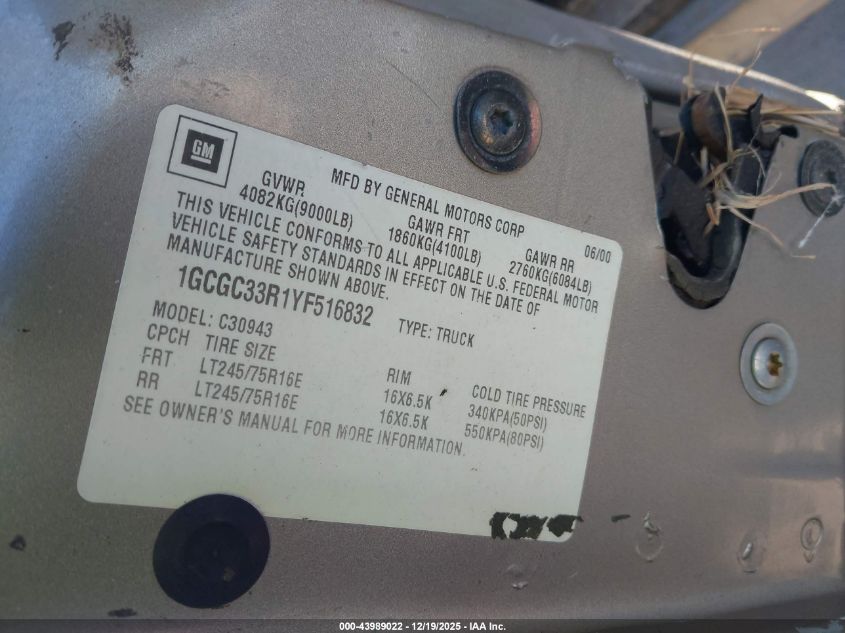 GM
MFD BY GENERAL MOTORS CORP
06/00
GVWR GAWR FRT GAWR RR
4082KG(9000LB) 1860KG(4100LB) 2760KG(6084LB)
THIS VEHICLE CONFORMS TO ALL APPLICABLE U.S. FEDERAL MOTOR
VEHICLE SAFETY STANDARDS IN EFFECT ON THE DATE OF
MANUFACTURE SHOWN ABOVE.
1GCGC33R1YF516832 TYPE: TRUCK
MODEL: C30943
CPCH TIRE SIZE RIM COLD TIRE PRESSURE
FRT LT245/75R16E 16X6.5K 340KPA(50PSI)
RR LT245/75R16E 16X6.5K 550KPA(80PSI)
SEE OWNER'S MANUAL FOR MORE INFORMATION.
000-43989022 - 12/19/2025 - IAA Inc.